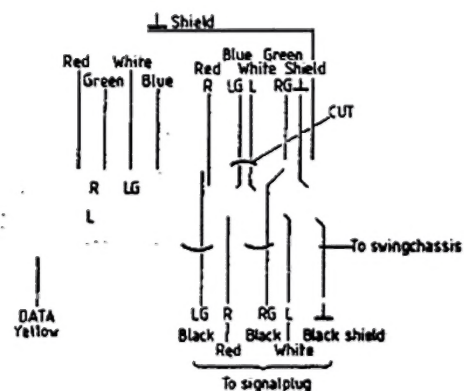 ⊥ Shield
Blue Green
Red White
Red White Shield
Green Blue
R LG L RG ⊥
CUT
R LG
L
To swingchassis
DATA
Yellow
LG R RG L ⊥
Black Black Black shield
Red White
To signalplug